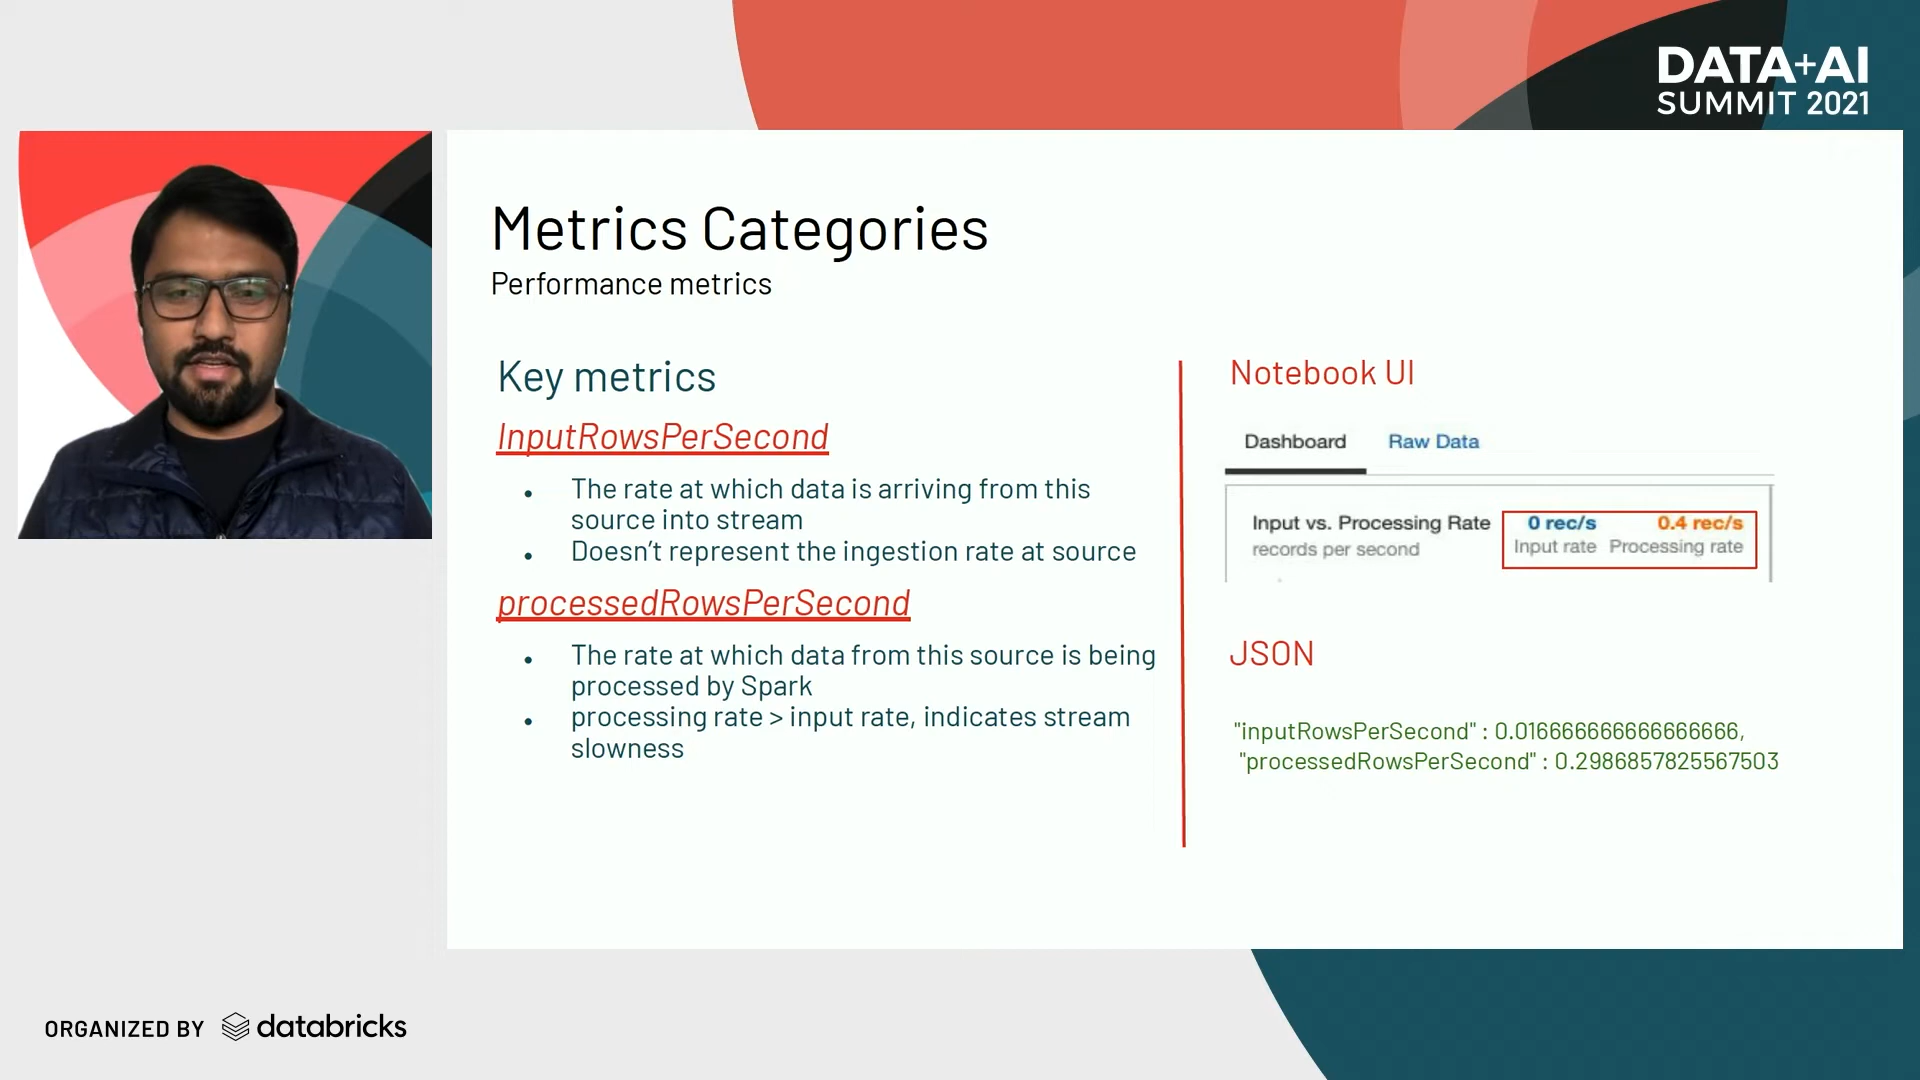 DATA+AI
SUMMIT 2021
Metrics Categories
Performance metrics
Key metrics
InputRowsPerSecond
• The rate at which data is arriving from this
source into stream
• Doesn’t represent the ingestion rate at source
processedRowsPerSecond
• The rate at which data from this source is being
processed by Spark
• processing rate > input rate, indicates stream
slowness
Notebook UI
Dashboard Raw Data
Input vs. Processing Rate 0 rec/s 0.4 rec/s
records per second Input rate Processing rate
JSON
"inputRowsPerSecond" : 0.016666666666666666,
"processedRowsPerSecond" : 0.2986857825567503
ORGANIZED BY databricks